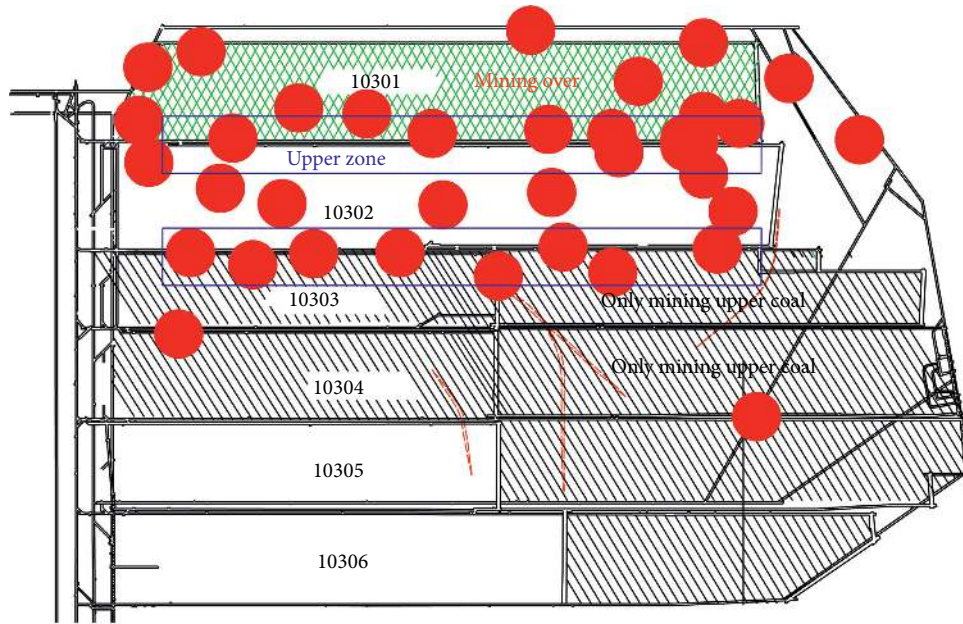 10301
Mining over
Upper zone
10302
10303
Only mining upper coal
Only mining upper coal
10304
10305
10306